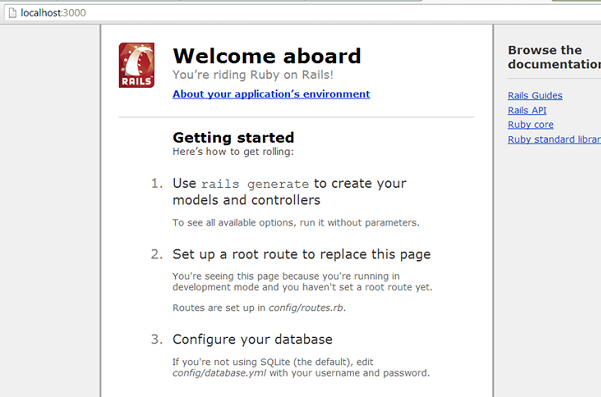 localhost:3000
RAILS
Welcome aboard
You're riding Ruby on Rails!
About your application's environment
Getting started
Here's how to get rolling:
1. Use rails generate to create your
models and controllers
To see all available options, run it without parameters.
2. Set up a root route to replace this page
You're seeing this page because you're running in
development mode and you haven't set a root route yet.
Routes are set up in config/routes.rb.
3. Configure your database
If you're not using SQLite (the default), edit
config/database.yml with your username and password.
Browse the
documentation
Rails Guides
Rails API
Ruby core
Ruby standard librar